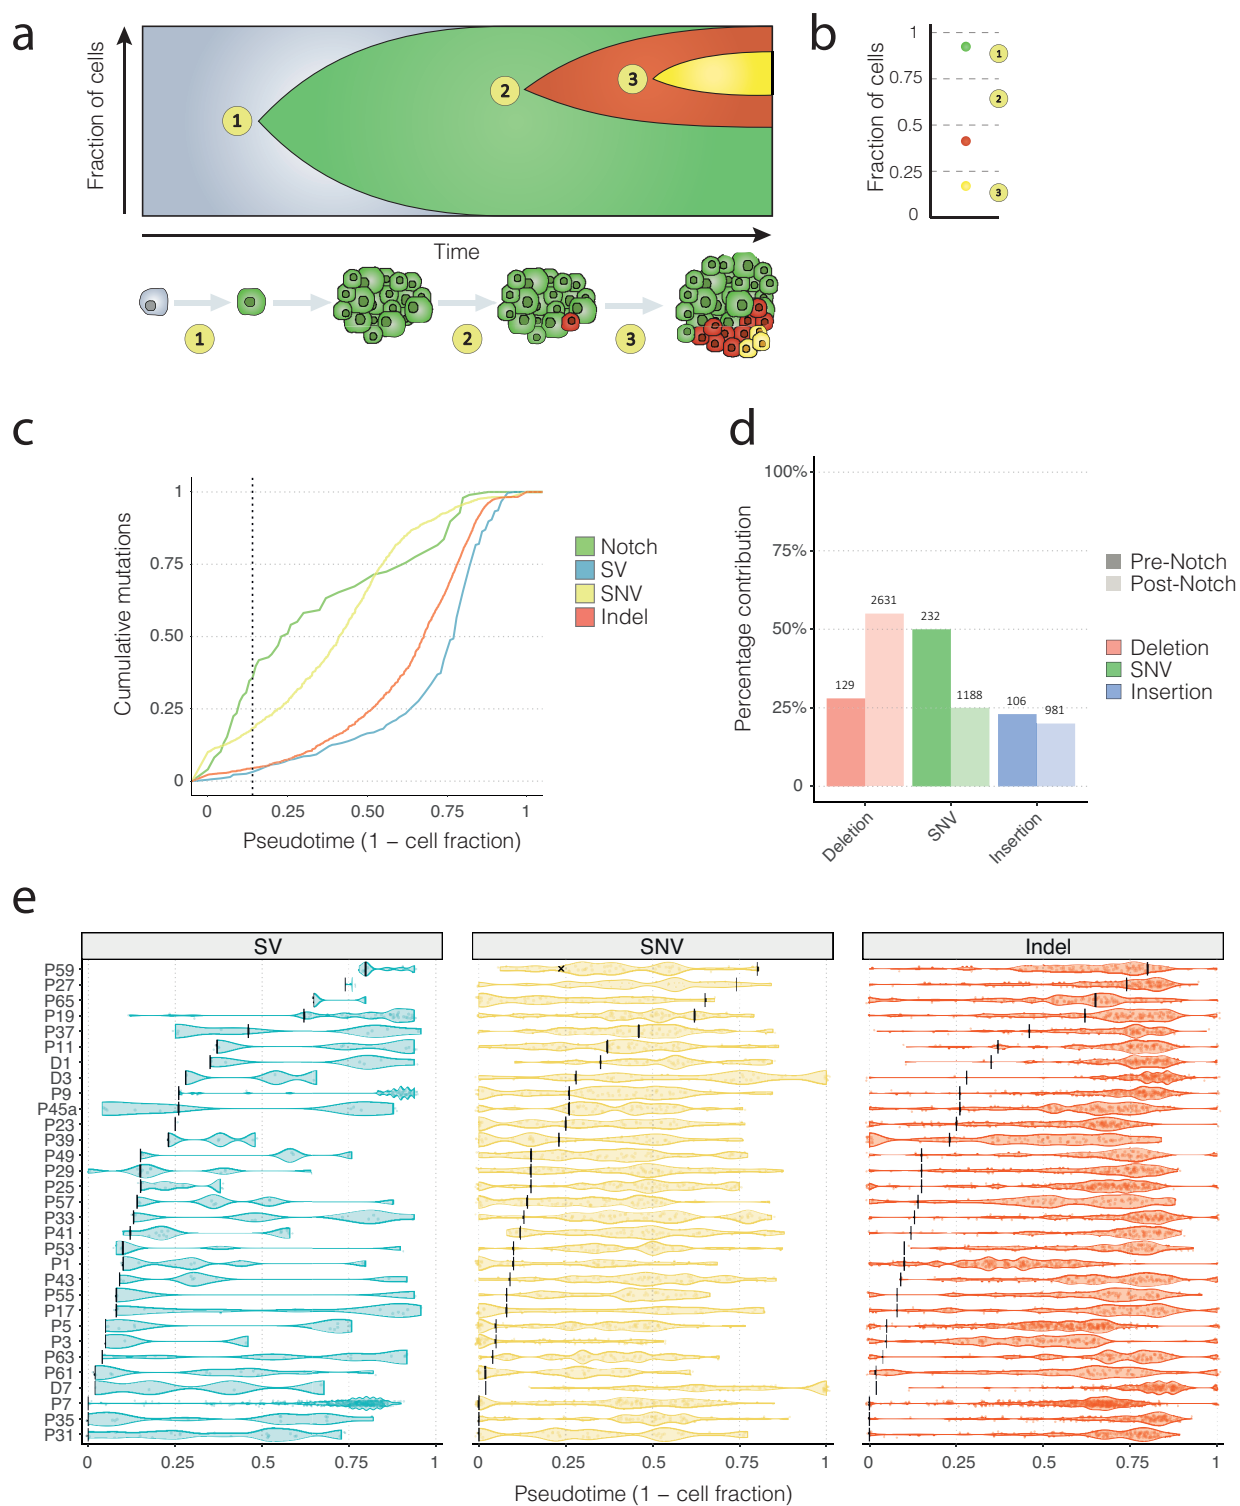 a
Fraction of cells
1
2
3
Time
1
2
3
b
Fraction of cells
1
0.75
0.5
0.25
0
1
2
3
c
Cumulative mutations
1
0.75
0.50
0.25
0
0
0.25
0.50
0.75
1
Pseudotime (1 – cell fraction)
Notch
SV
SNV
Indel
d
Percentage contribution
100%
75%
50%
25%
0
129
2631
232
1188
106
981
Deletion
SNV
Insertion
Pre-Notch
Post-Notch
Deletion
SNV
Insertion
e
SV
SNV
Indel
P59
P27
P65
P19
P37
P11
D1
D3
P9
P45a
P23
P39
P49
P29
P25
P57
P33
P41
P53
P1
P43
P55
P17
P5
P3
P63
P61
D7
P7
P35
P31
0 0.25 0.5 0.75 1
0 0.25 0.5 0.75 1
0 0.25 0.5 0.75 1
Pseudotime (1 – cell fraction)